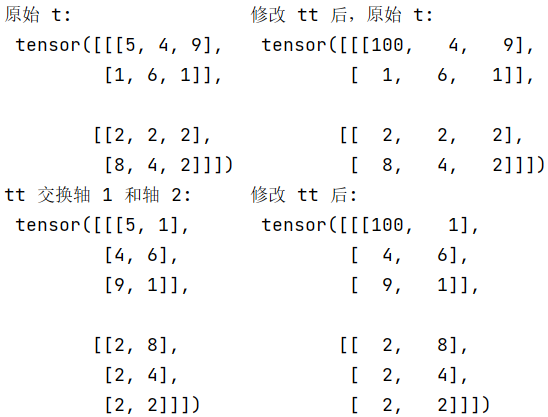 原始 t:
tensor([[[5, 4, 9],
         [1, 6, 1]],
        [[2, 2, 2],
         [8, 4, 2]]])
tt 交换轴 1 和轴 2:
tensor([[[5, 1],
         [4, 6],
         [9, 1]],
        [[2, 8],
         [2, 4],
         [2, 2]]])
修改 tt 后，原始 t:
tensor([[[100,   4,   9],
         [  1,   6,   1]],
        [[  2,   2,   2],
         [  8,   4,   2]]])
修改 tt 后:
tensor([[[100,   1],
         [  4,   6],
         [  9,   1]],
        [[  2,   8],
         [  2,   4],
         [  2,   2]]])